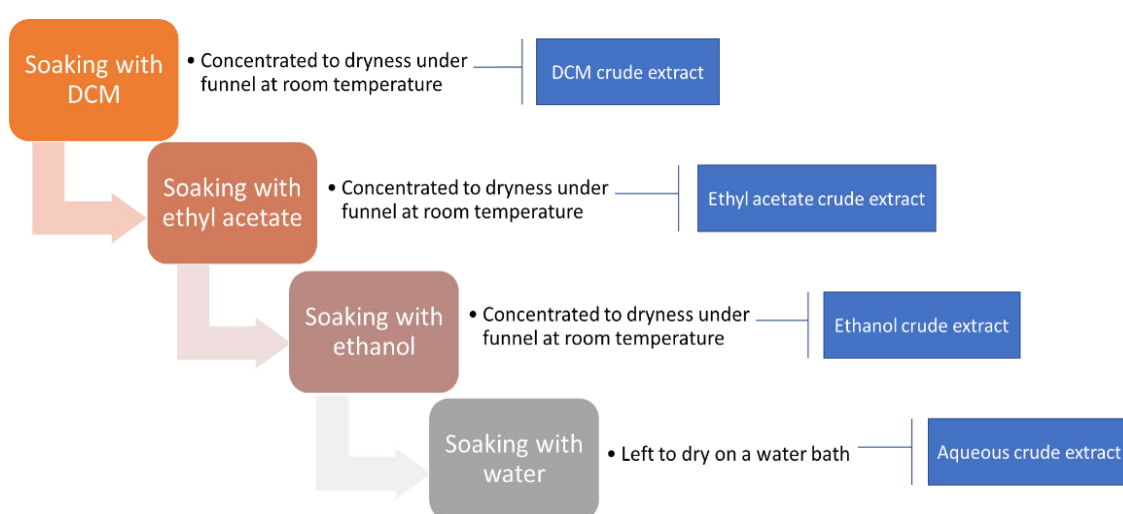 Soaking with
DCM
• Concentrated to dryness under
funnel at room temperature
DCM crude extract
Soaking with
ethyl acetate
• Concentrated to dryness under
funnel at room temperature
Ethyl acetate crude extract
Soaking with
ethanol
• Concentrated to dryness under
funnel at room temperature
Ethanol crude extract
Soaking with
water
• Left to dry on a water bath
Aqueous crude extract